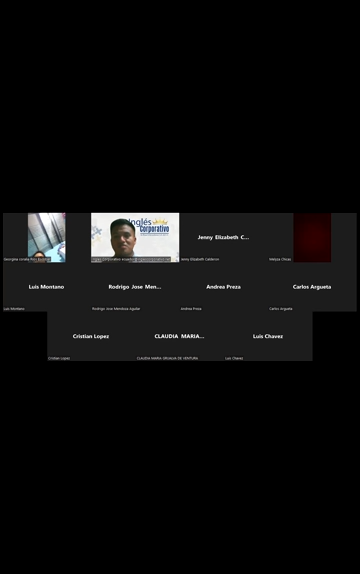 Inglés
Corporativo
Jenny Elizabeth C...
Jenny Elizabeth Calderon
Melissa Chicas
Luis Montano
Rodrigo Jose Men...
Andrea Preza
Carlos Argueta
Luis Montano
Rodrigo Jose Mendoza Aguilar
Andrea Preza
Carlos Argueta
Cristian Lopez
CLAUDIA MARIA...
Luis Chavez
Cristian Lopez
CLAUDIA MARIA GRIJALVA DE VENTURA
Luis Chavez